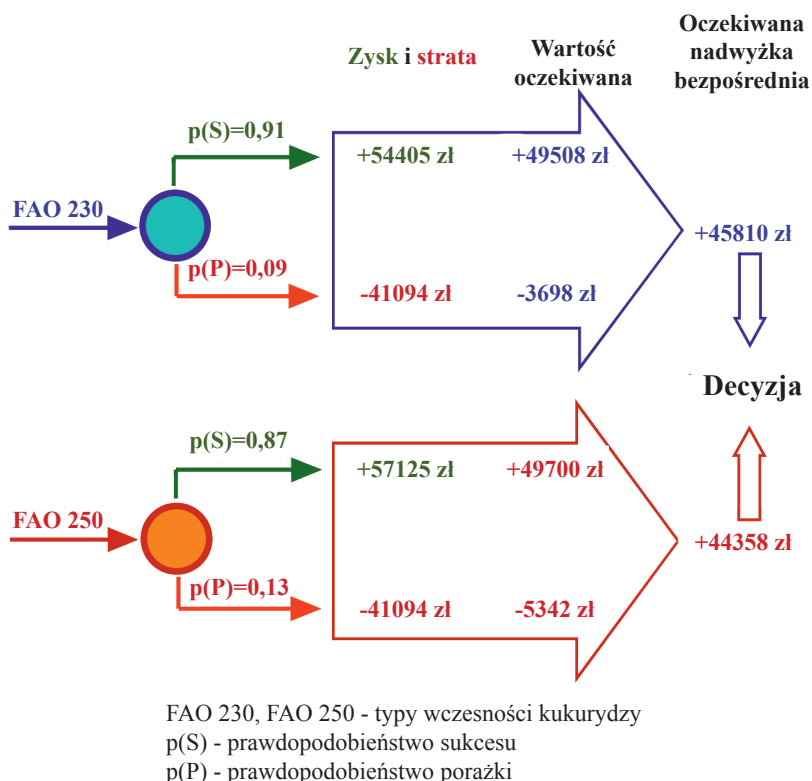 Zysk i strata
Wartość
oczekiwana
Oczekiwana
nadwyżka
bezpośrednia
p(S)=0,91
+54405 zł
+49508 zł
FAO 230
+45810 zł
p(P)=0,09
-41094 zł
-3698 zł
Decyzja
p(S)=0,87
+57125 zł
+49700 zł
FAO 250
+44358 zł
p(P)=0,13
-41094 zł
-5342 zł
FAO 230, FAO 250 - typy wczesności kukurydzy
p(S) - prawdopodobieństwo sukcesu
p(P) - prawdopodobieństwo porażki